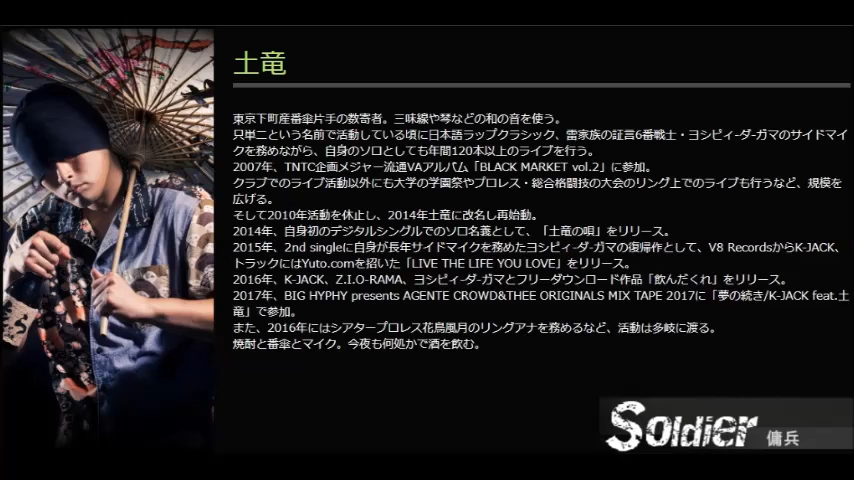 土竜
東京下町産番傘片手の数寄者。三味線や琴などの和の音を使う。
只単二という名前で活動している頃に日本語ラップクラシック、雷家族の証言6番戦士・ヨシピィ-ダ-ガマのサイドマイ
クを務めながら、自身のソロとしても年間120本以上のライブを行う。
2007年、TNTC企画メジャー流通VAアルバム「BLACK MARKET vol.2」に参加。
クラブでのライブ活動以外にも大学の学園祭やプロレス・総合格闘技の大会のリング上でのライブも行うなど、規模を
広げる。
そして2010年活動を休止し、2014年土竜に改名し再始動。
2014年、自身初のデジタルシングルでのソロ名義として、「土竜の唄」をリリース。
2015年、2nd singleに自身が長年サイドマイクを務めたヨシピィ-ダ-ガマの復帰作として、V8 RecordsからK-JACK、
トラックにはYuto.comを招いた「LIVE THE LIFE YOU LOVE」をリリース。
2016年、K-JACK、Z.I.O-RAMA、ヨシピィ-ダ-ガマとフリーダウンロード作品「飲んだくれ」をリリース。
2017年、BIG HYPHY presents AGENTE CROWD&THEE ORIGINALS MIX TAPE 2017に「夢の続き/K-JACK feat.土
竜」で参加。
また、2016年にはシアタープロレス花鳥風月のリングアナを務めるなど、活動は多岐に渡る。
焼酎と番傘とマイク。今夜も何処かで酒を飲む。
Soldier 傭兵